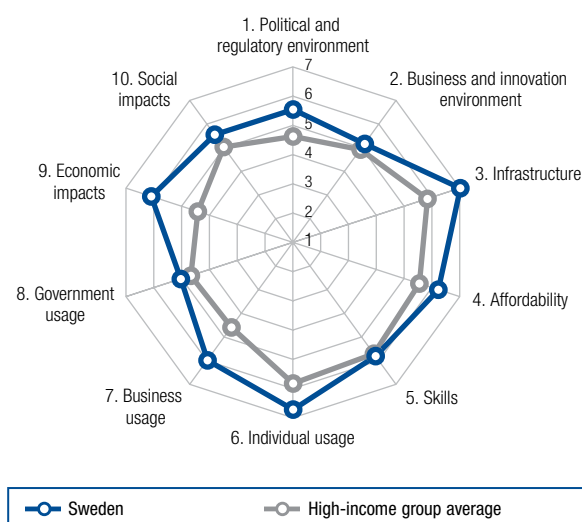 1. Political and
regulatory environment
10. Social
impacts
2. Business and innovation
environment
9. Economic
impacts
3. Infrastructure
8. Government
usage
4. Affordability
7. Business
usage
5. Skills
6. Individual usage
7
6
5
4
3
2
1
Sweden
High-income group average